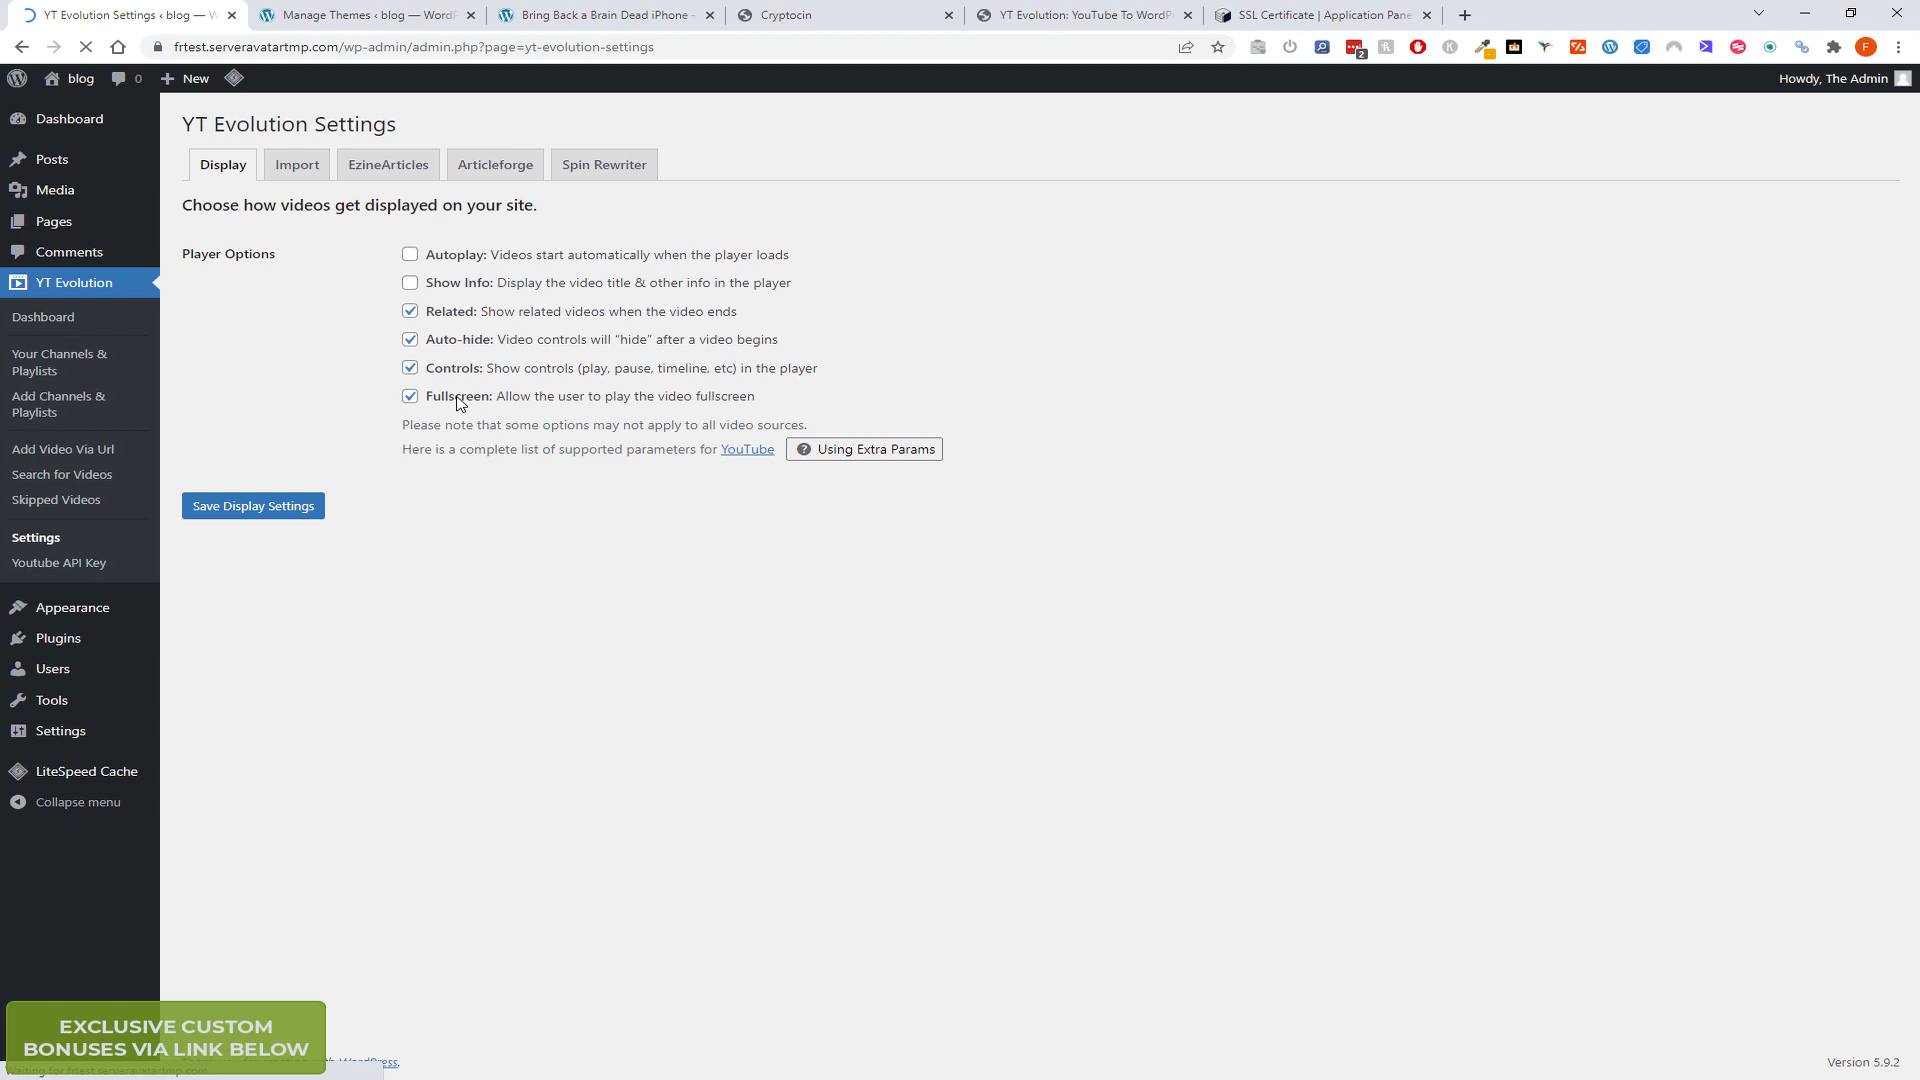 YT Evolution Settings ‹ blog — W
Manage Themes ‹ blog — WordP
Bring Back a Brain Dead iPhone -
Cryptocin
YT Evolution: YouTube To WordP
SSL Certificate | Application Pane
frtest.serveravatartmp.com/wp-admin/admin.php?page=yt-evolution-settings
2
F
blog
0
New
Howdy, The Admin
Dashboard
Posts
Media
Pages
Comments
YT Evolution
Dashboard
Your Channels &
Playlists
Add Channels &
Playlists
Add Video Via Url
Search for Videos
Skipped Videos
Settings
Youtube API Key
Appearance
Plugins
Users
Tools
Settings
LiteSpeed Cache
Collapse menu
YT Evolution Settings
Display
Import
EzineArticles
Articleforge
Spin Rewriter
Choose how videos get displayed on your site.
Player Options
Autoplay: Videos start automatically when the player loads
Show Info: Display the video title & other info in the player
Related: Show related videos when the video ends
Auto-hide: Video controls will "hide" after a video begins
Controls: Show controls (play, pause, timeline, etc) in the player
Fullscreen: Allow the user to play the video fullscreen
Please note that some options may not apply to all video sources.
Here is a complete list of supported parameters for YouTube
Using Extra Params
Save Display Settings
EXCLUSIVE CUSTOM
BONUSES VIA LINK BELOW
WordPress.
Waiting for frtest.serveravatartmp.com...
Version 5.9.2